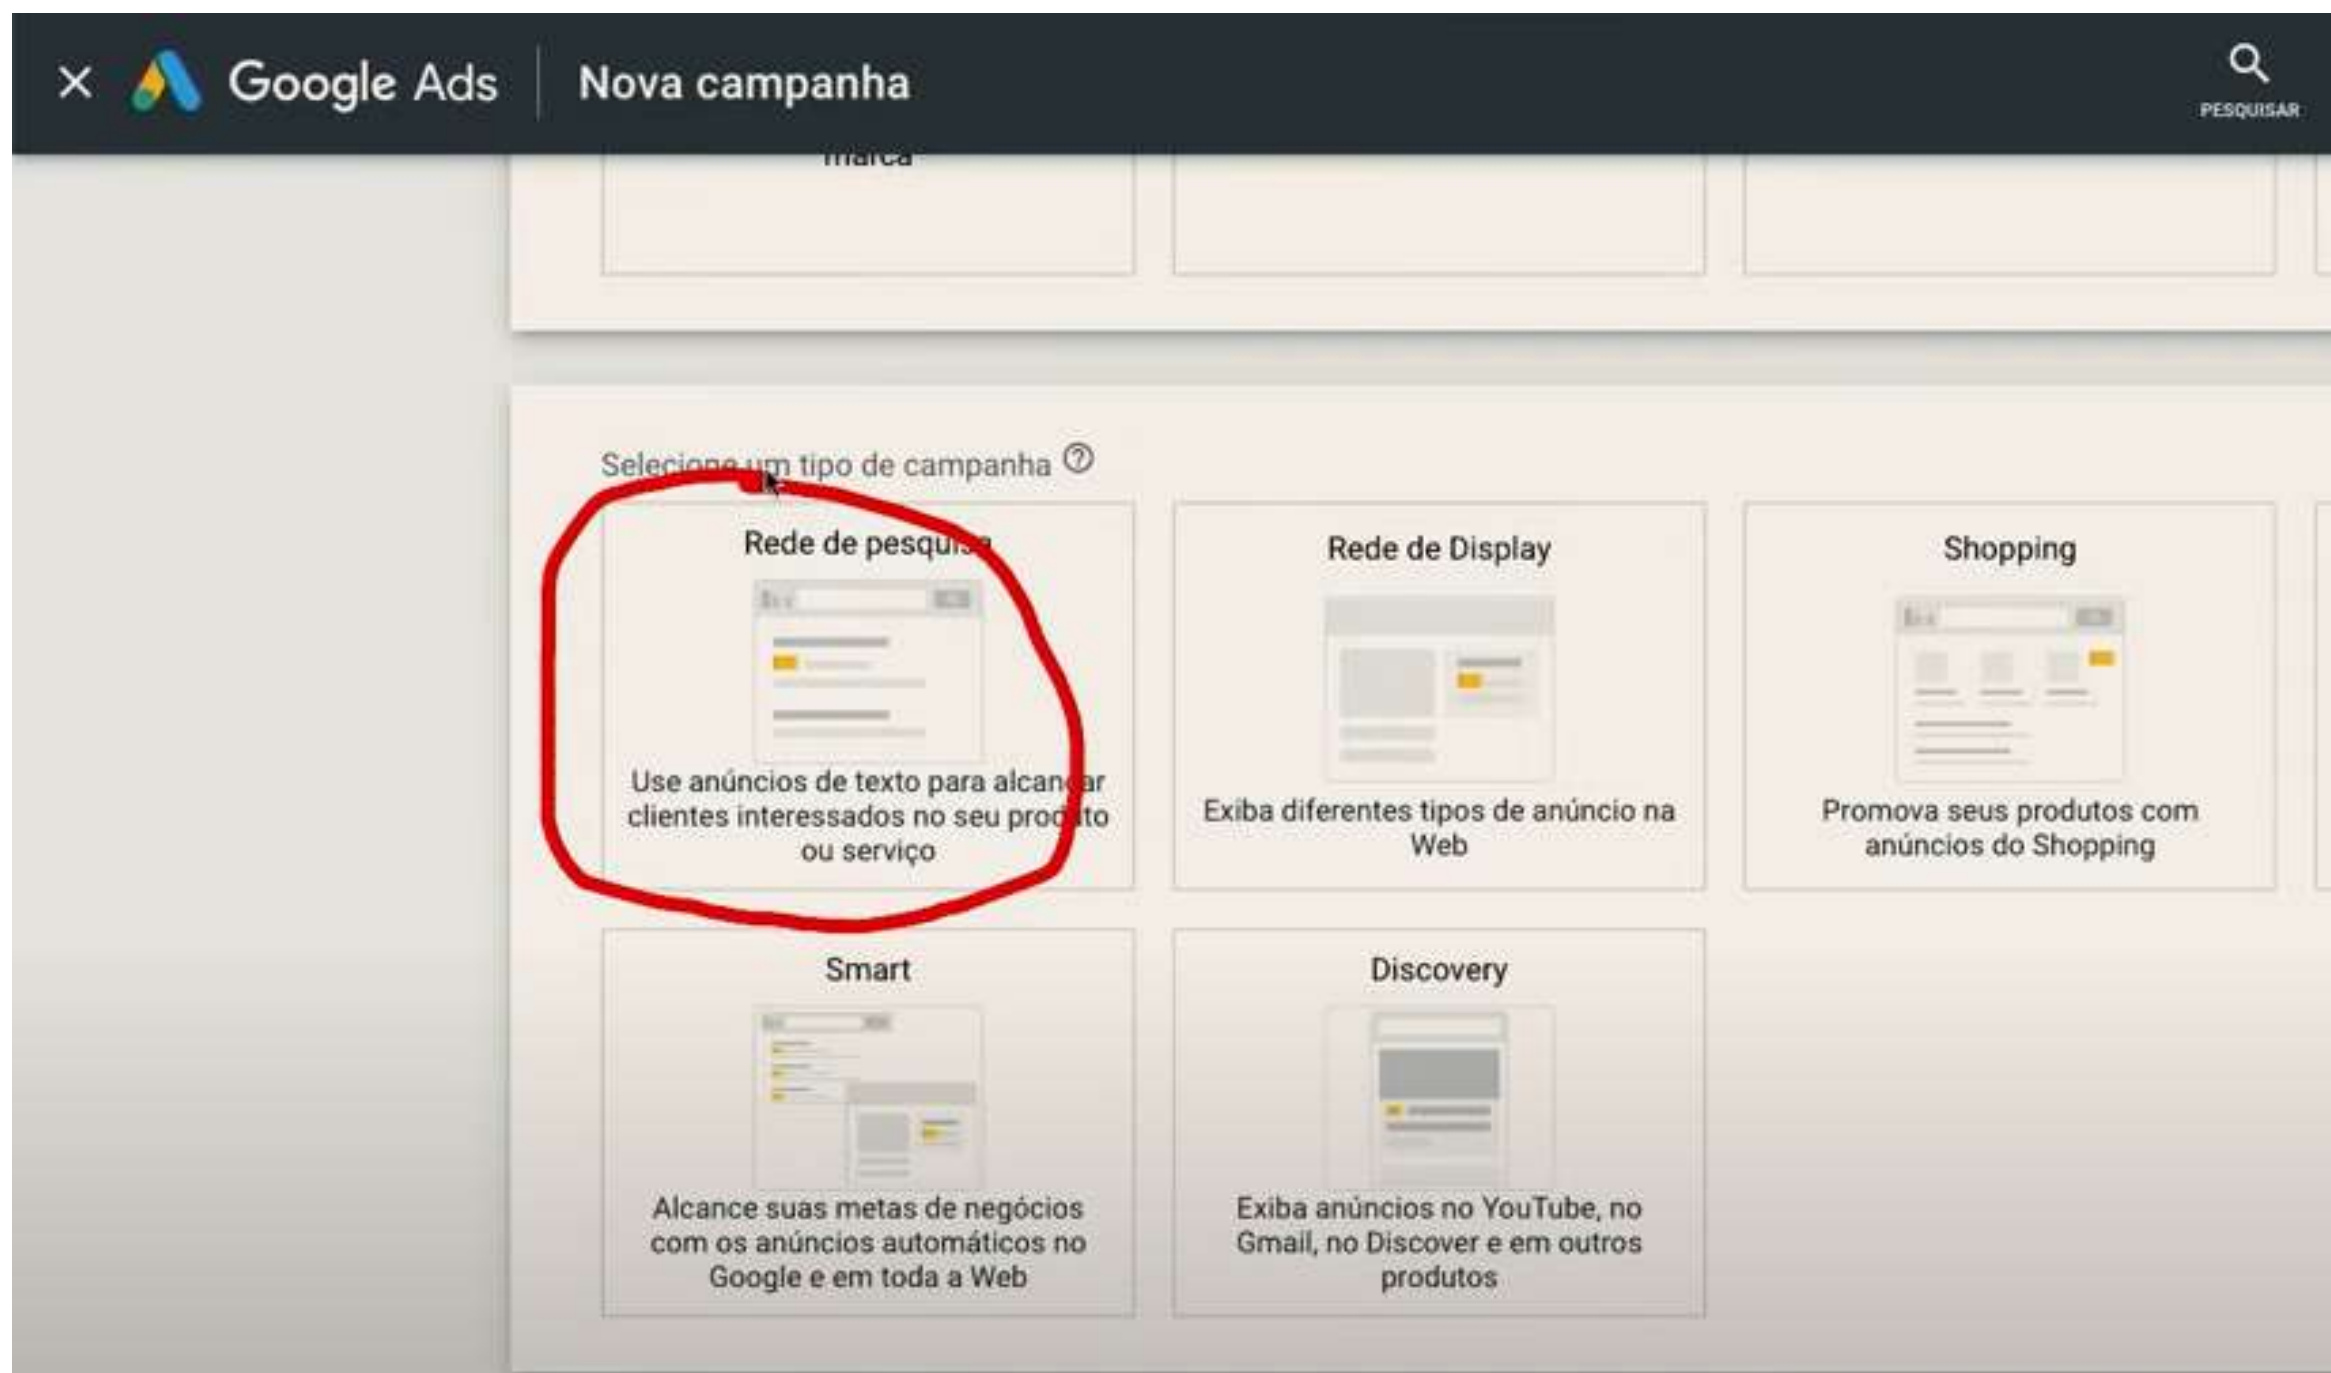 Google Ads
Nova campanha
PESQUISAR
marca
Selecione um tipo de campanha
Rede de pesquisa
Use anúncios de texto para alcançar
clientes interessados no seu produto
ou serviço
Rede de Display
Exiba diferentes tipos de anúncio na
Web
Shopping
Promova seus produtos com
anúncios do Shopping
Smart
Alcance suas metas de negócios
com os anúncios automáticos no
Google e em toda a Web
Discovery
Exiba anúncios no YouTube, no
Gmail, no Discover e em outros
produtos